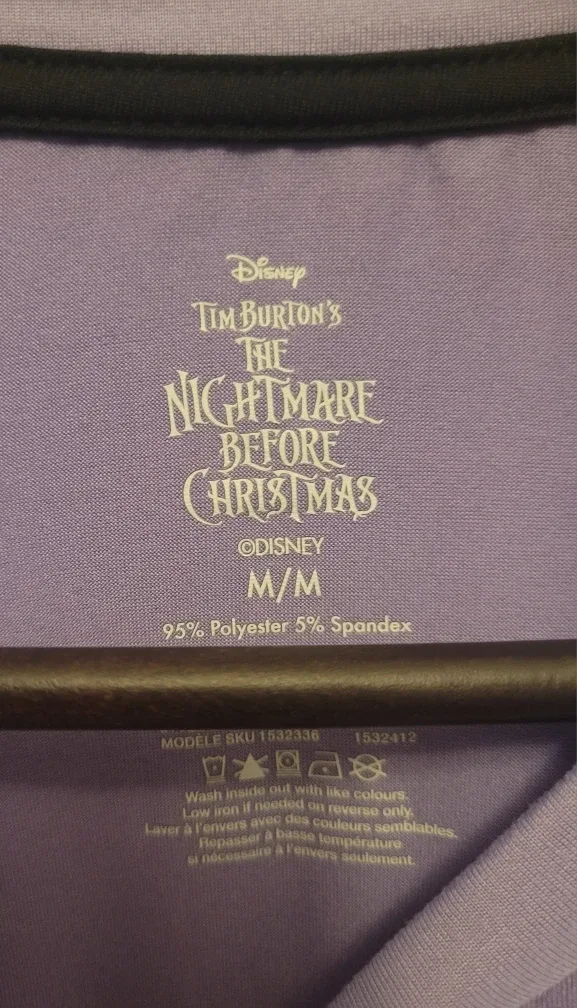 Disney
TIM BURTON'S
THE
NIGHTMARE
BEFORE
CHRISTMAS
©DISNEY
M/M
95% Polyester 5% Spandex
MODÈLE SKU 1532336 1532412
Wash inside out with like colours.
Low iron if needed on reverse only.
Laver à l'envers avec des couleurs semblables.
Repasser à basse température
si nécessaire à l'envers seulement.